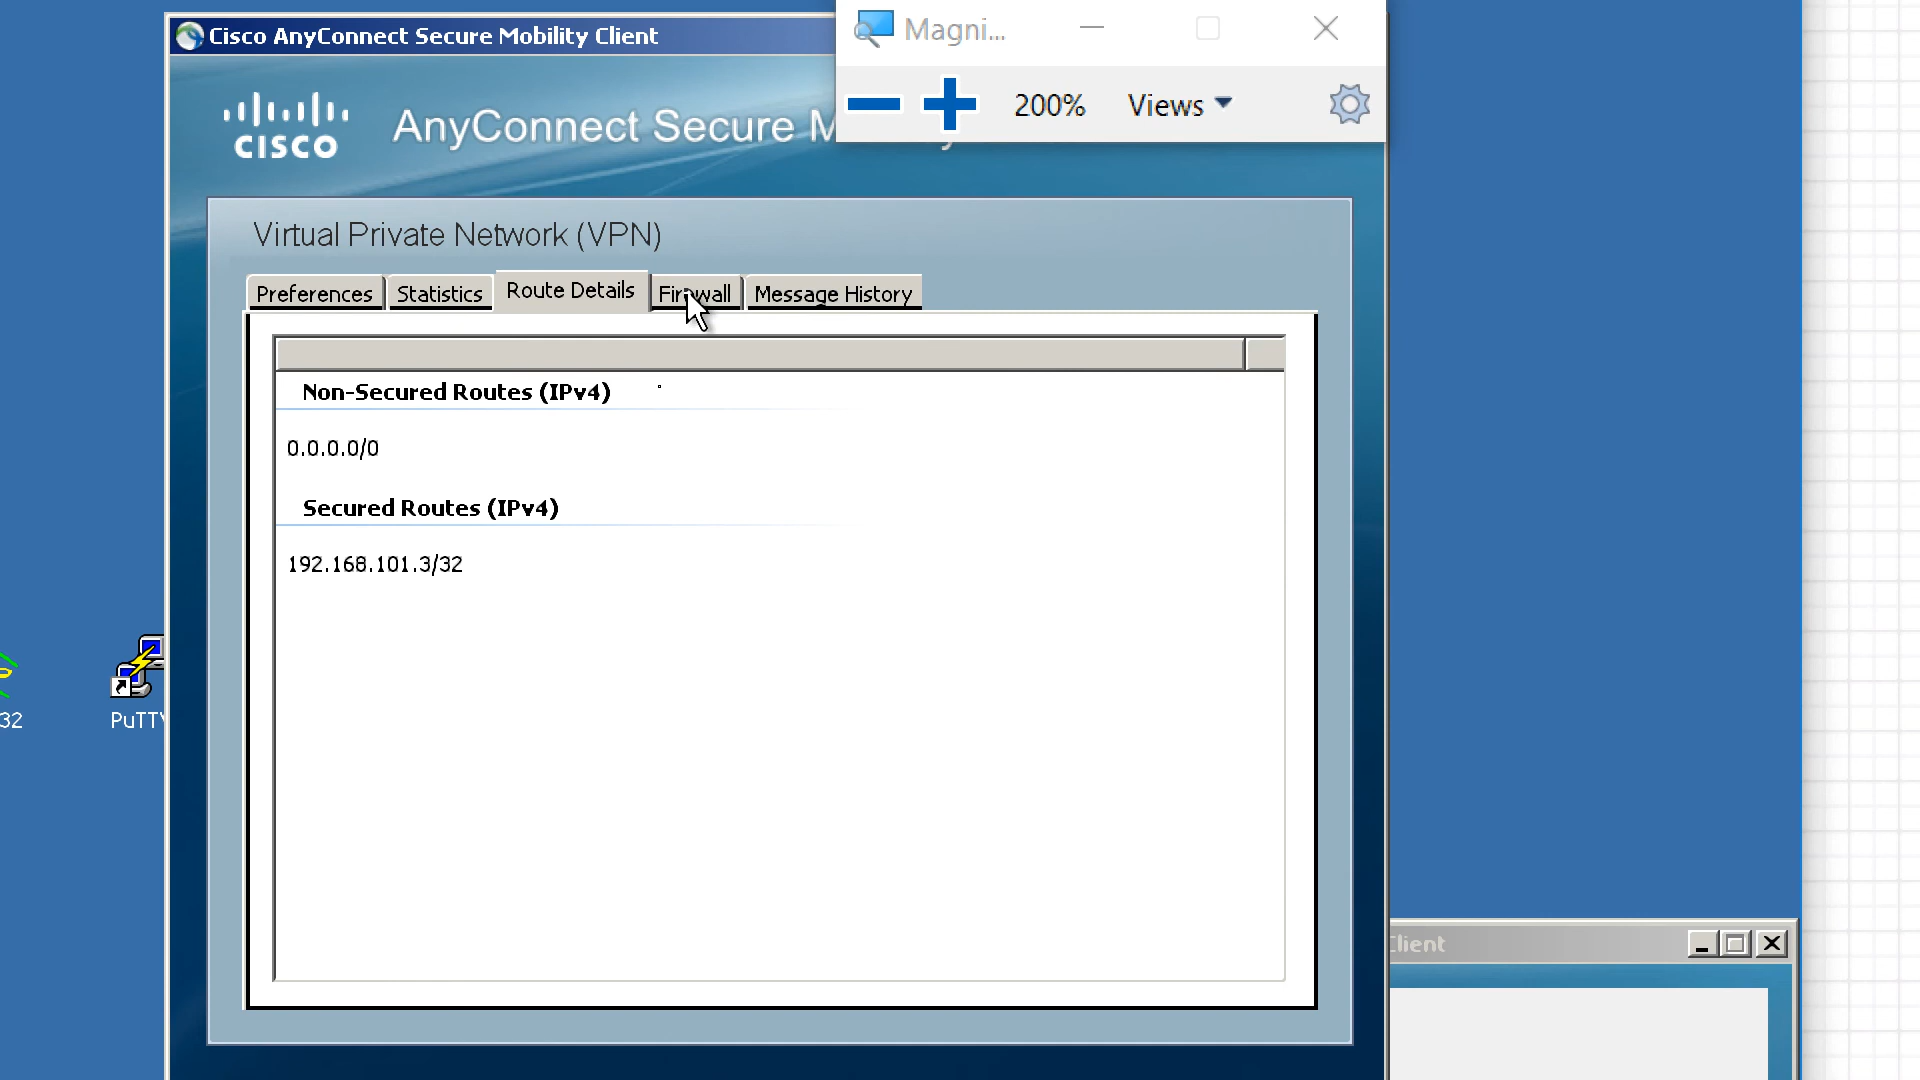 Cisco AnyConnect Secure Mobility Client
Magni...
200%
Views
CISCO
AnyConnect Secure
Virtual Private Network (VPN)
Preferences
Statistics
Route Details
Firewall
Message History
Non-Secured Routes (IPv4)
0.0.0.0/0
Secured Routes (IPv4)
192.168.101.3/32
32
PuTTY
Client